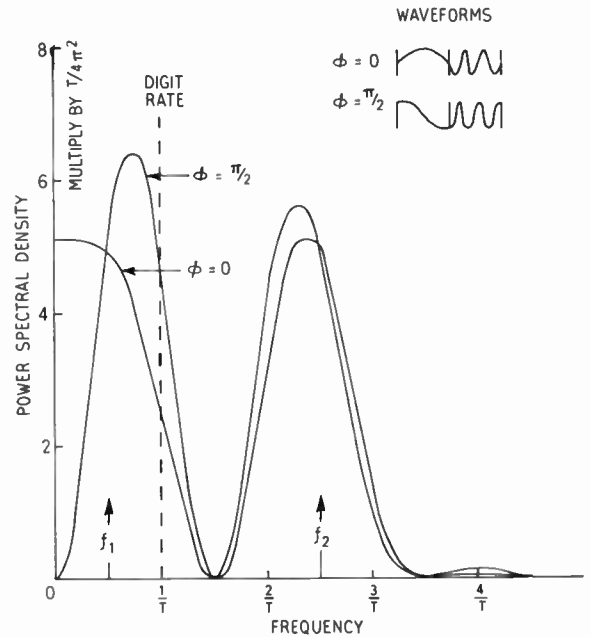 WAVEFORMS
ϕ = 0
ϕ = π/2
8
MULTIPLY BY T/4π²
DIGIT
RATE
6
ϕ = π/2
ϕ = 0
4
POWER SPECTRAL DENSITY
2
f₁
f₂
0
1/T
2/T
3/T
4/T
FREQUENCY